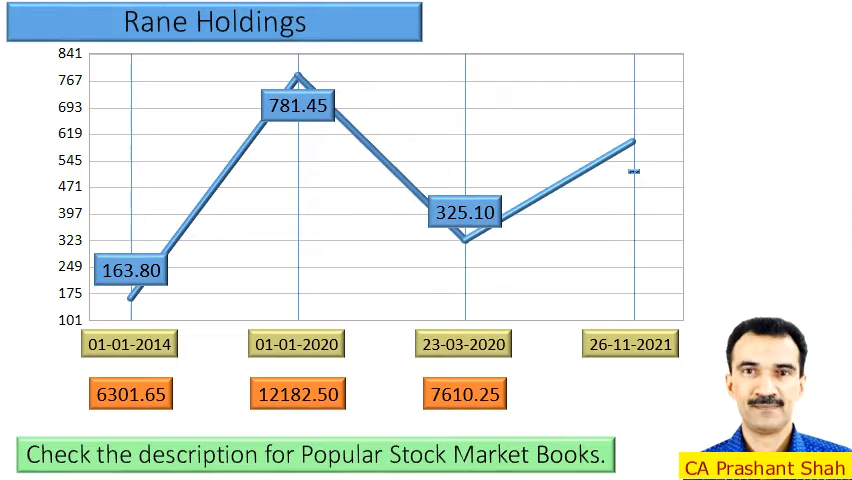 Rane Holdings
841
767
693
619
545
471
397
323
249
175
101
781.45
325.10
163.80
01-01-2014 01-01-2020 23-03-2020 26-11-2021
6301.65 12182.50 7610.25
Check the description for Popular Stock Market Books.
CA Prashant Shah